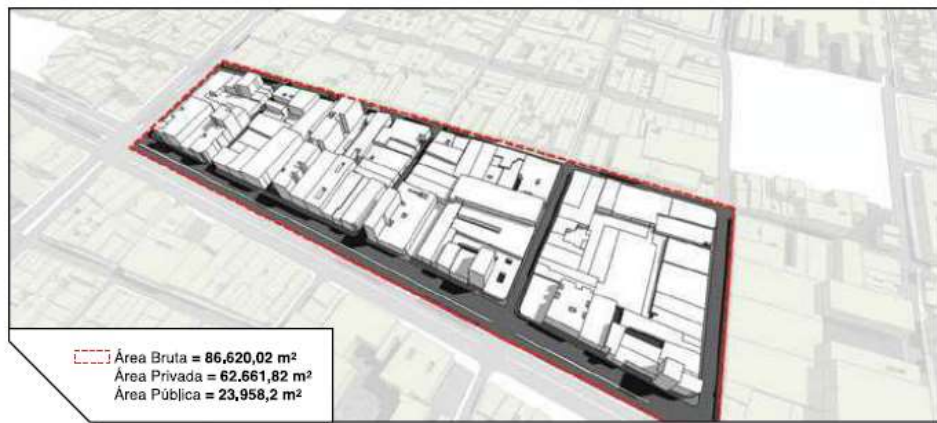 Área Bruta = 86.620,02 m²
Área Privada = 62.661,82 m²
Área Pública = 23.958,2 m²